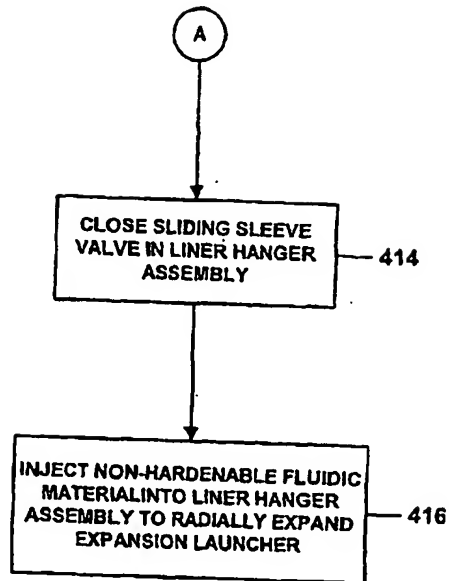 A
CLOSE SLIDING SLEEVE
VALVE IN LINER HANGER
ASSEMBLY
414
INJECT NON-HARDENABLE FLUIDIC
MATERIALINTO LINER HANGER
ASSEMBLY TO RADIALLY EXPAND
EXPANSION LAUNCHER
416